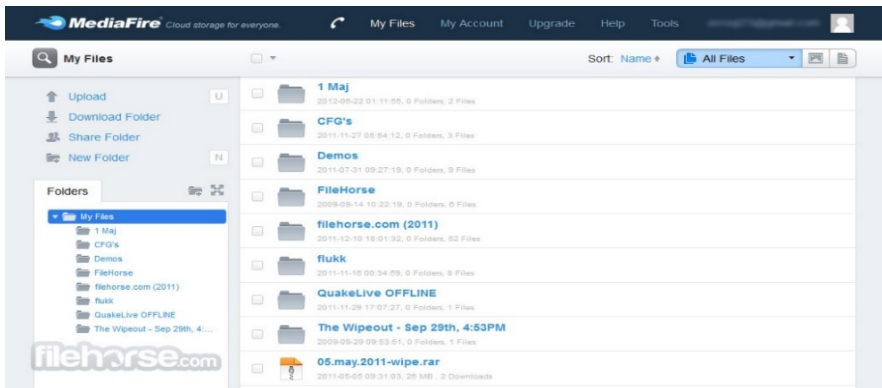 MediaFire Cloud storage for everyone. My Files My Account Upgrade Help Tools
My Files Sort: Name All Files
Upload U
Download Folder
Share Folder
New Folder N
Folders
My Files
1 Maj
CFG's
Demos
FileHorse
filehorse.com (2011)
flukk
QuakeLive OFFLINE
The Wipeout - Sep 29th, 4:...
filehorse.com
1 Maj
2012-06-22 01:11:55, 0 Folders, 2 Files
CFG's
2011-11-27 08:54:12, 0 Folders, 3 Files
Demos
2011-07-31 09:27:19, 0 Folders, 9 Files
FileHorse
2009-09-14 10:22:19, 0 Folders, 6 Files
filehorse.com (2011)
2011-12-10 18:01:32, 0 Folders, 52 Files
flukk
0 Folders, 8 Files
QuakeLive OFFLINE
2011-11-29 17:07:27, 0 Folders, 1 Files
The Wipeout - Sep 29th, 4:53PM
2009-09-29 09:53:51, 0 Folders, 1 Files
05.may.2011-wipe.rar
2011-05-05 09:31:03, 26 MB , 2 Downloads